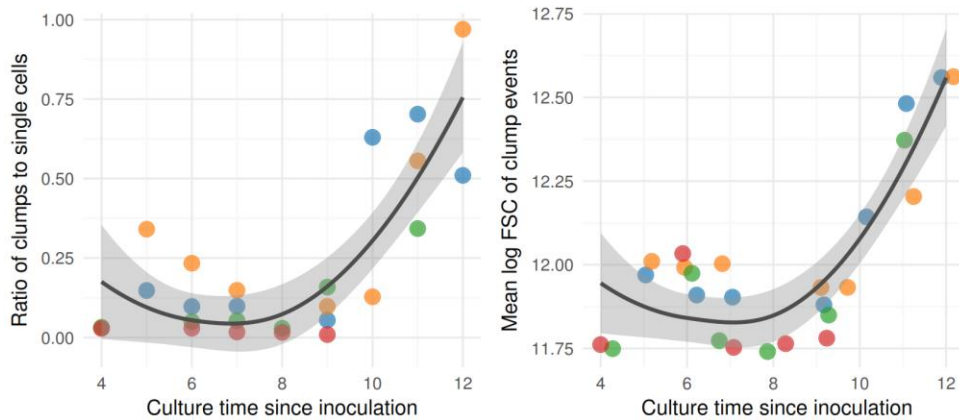 Ratio of clumps to single cells
1.00
0.75
0.50
0.25
0.00
4 6 8 10 12
Culture time since inoculation
Mean log FSC of clump events
12.75
12.50
12.25
12.00
11.75
4 6 8 10 12
Culture time since inoculation